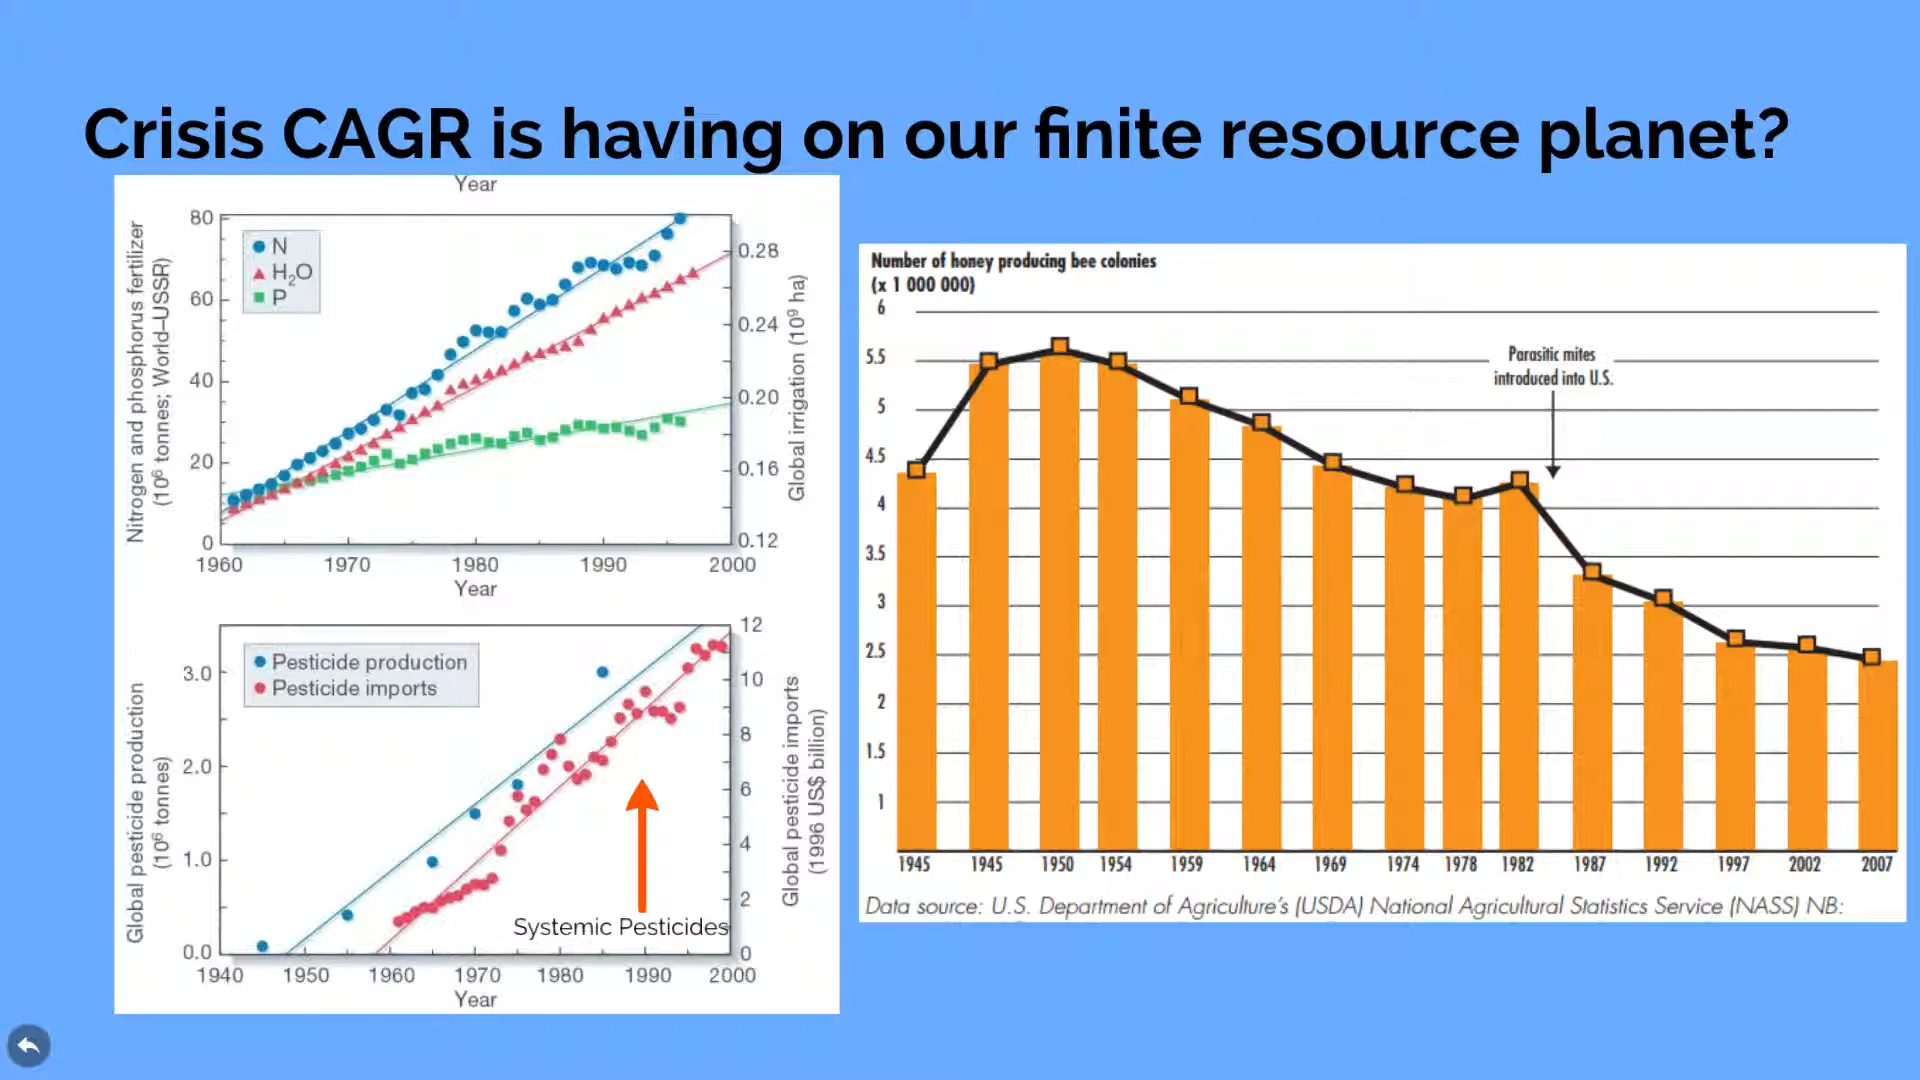 Crisis CAGR is having on our finite resource planet?
Year
Nitrogen and phosphorus fertilizer
(10⁶ tonnes; World–USSR)
80
60
40
20
0
N
H₂O
P
0.28
0.24
0.20
0.16
0.12
Global irrigation (10⁹ ha)
1960 1970 1980 1990 2000
Year
Global pesticide production
(10⁶ tonnes)
3.0
2.0
1.0
0.0
Pesticide production
Pesticide imports
Systemic Pesticides
12
10
8
6
4
2
0
Global pesticide imports
(1996 US$ billion)
1940 1950 1960 1970 1980 1990 2000
Year
Number of honey producing bee colonies
(x 1 000 000)
6
5.5
5
4.5
4
3.5
3
2.5
2
1.5
1
Parasitic mites
introduced into U.S.
1945 1945 1950 1954 1959 1964 1969 1974 1978 1982 1987 1992 1997 2002 2007
Data source: U.S. Department of Agriculture's (USDA) National Agricultural Statistics Service (NASS) NB: